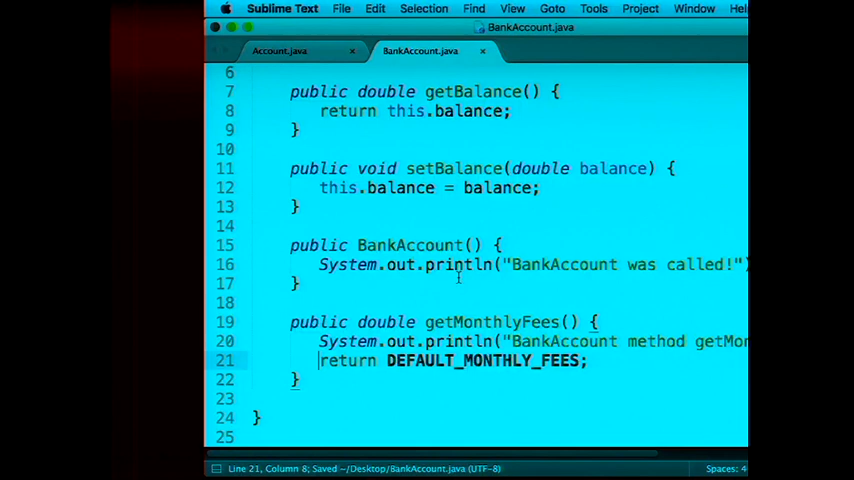 Sublime Text File Edit Selection Find View Goto Tools Project Window
BankAccount.java
Account.java × BankAccount.java ×
6
7 public double getBalance() {
8 return this.balance;
9 }
10
11 public void setBalance(double balance) {
12 this.balance = balance;
13 }
14
15 public BankAccount() {
16 System.out.println("BankAccount was called!")
17 }
18
19 public double getMonthlyFees() {
20 System.out.println("BankAccount method getMon
21 return DEFAULT_MONTHLY_FEES;
22 }
23
24 }
25
Line 21, Column 8; Saved ~/Desktop/BankAccount.java (UTF-8) Spaces: 4